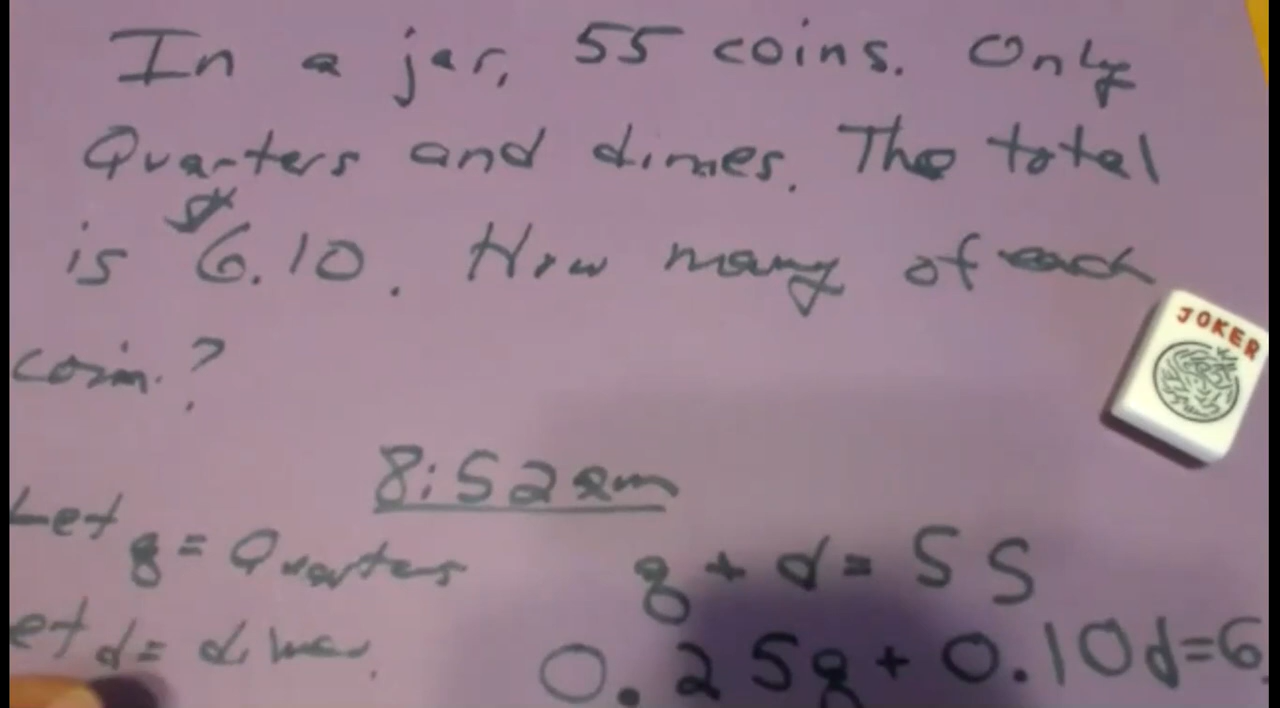 In a jar, 55 coins. Only
Quarters and dimes. The total
is $6.10. How many of each
coin?
JOKER
8:52am
Let q = Quarters
q + d = 55
et d = dimes.
0.25q + 0.10d=6.